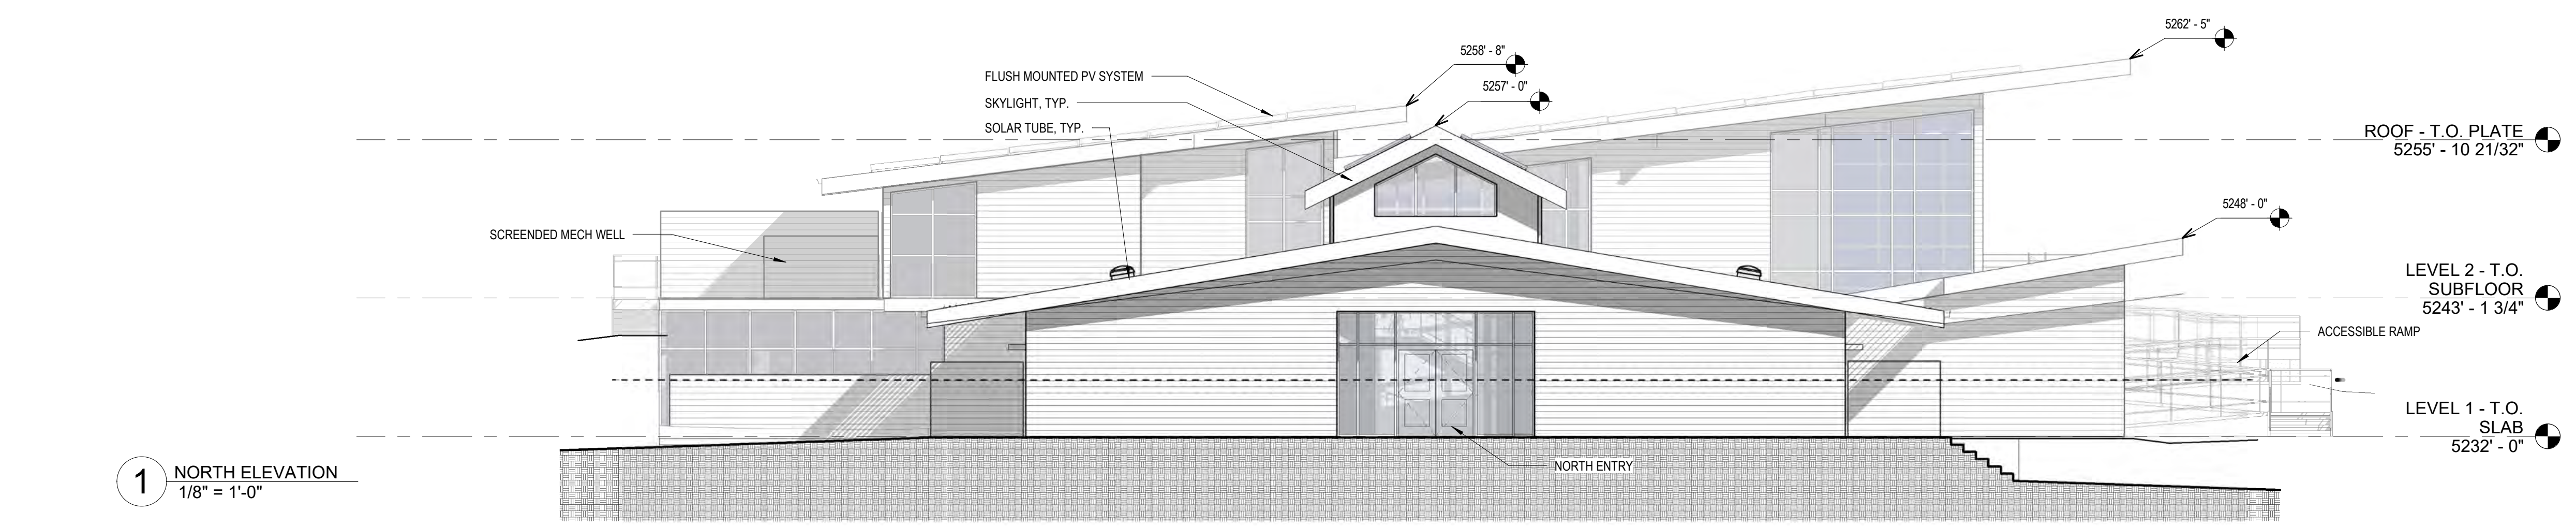 5262' - 5"
5258' - 8"
FLUSH MOUNTED PV SYSTEM
5257' - 0"
SKYLIGHT, TYP.
SOLAR TUBE, TYP.
ROOF - T.O. PLATE
5255' - 10 21/32"
5248' - 0"
SCREENDED MECH WELL
LEVEL 2 - T.O.
SUBFLOOR
5243' - 1 3/4"
ACCESSIBLE RAMP
LEVEL 1 - T.O.
SLAB
5232' - 0"
NORTH ENTRY
1 NORTH ELEVATION
1/8" = 1'-0"